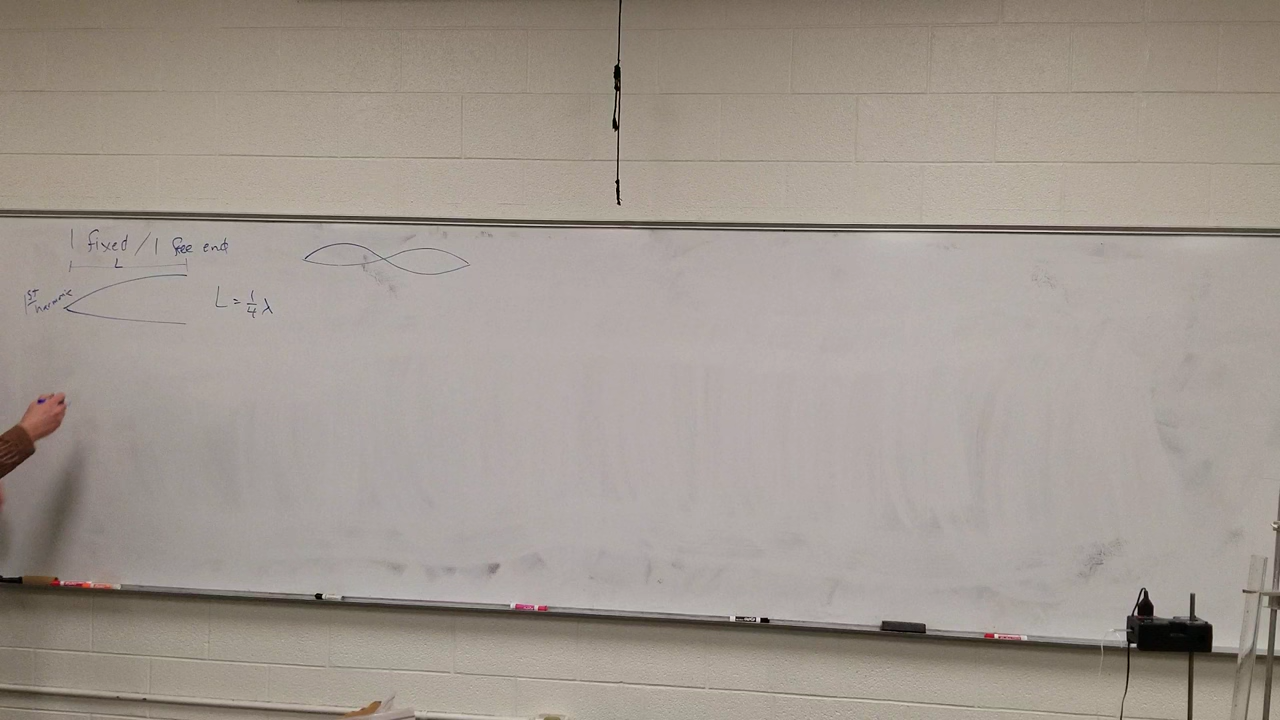 1 fixed / 1 free end
L
1ST harmonic
L = 1/4 λ